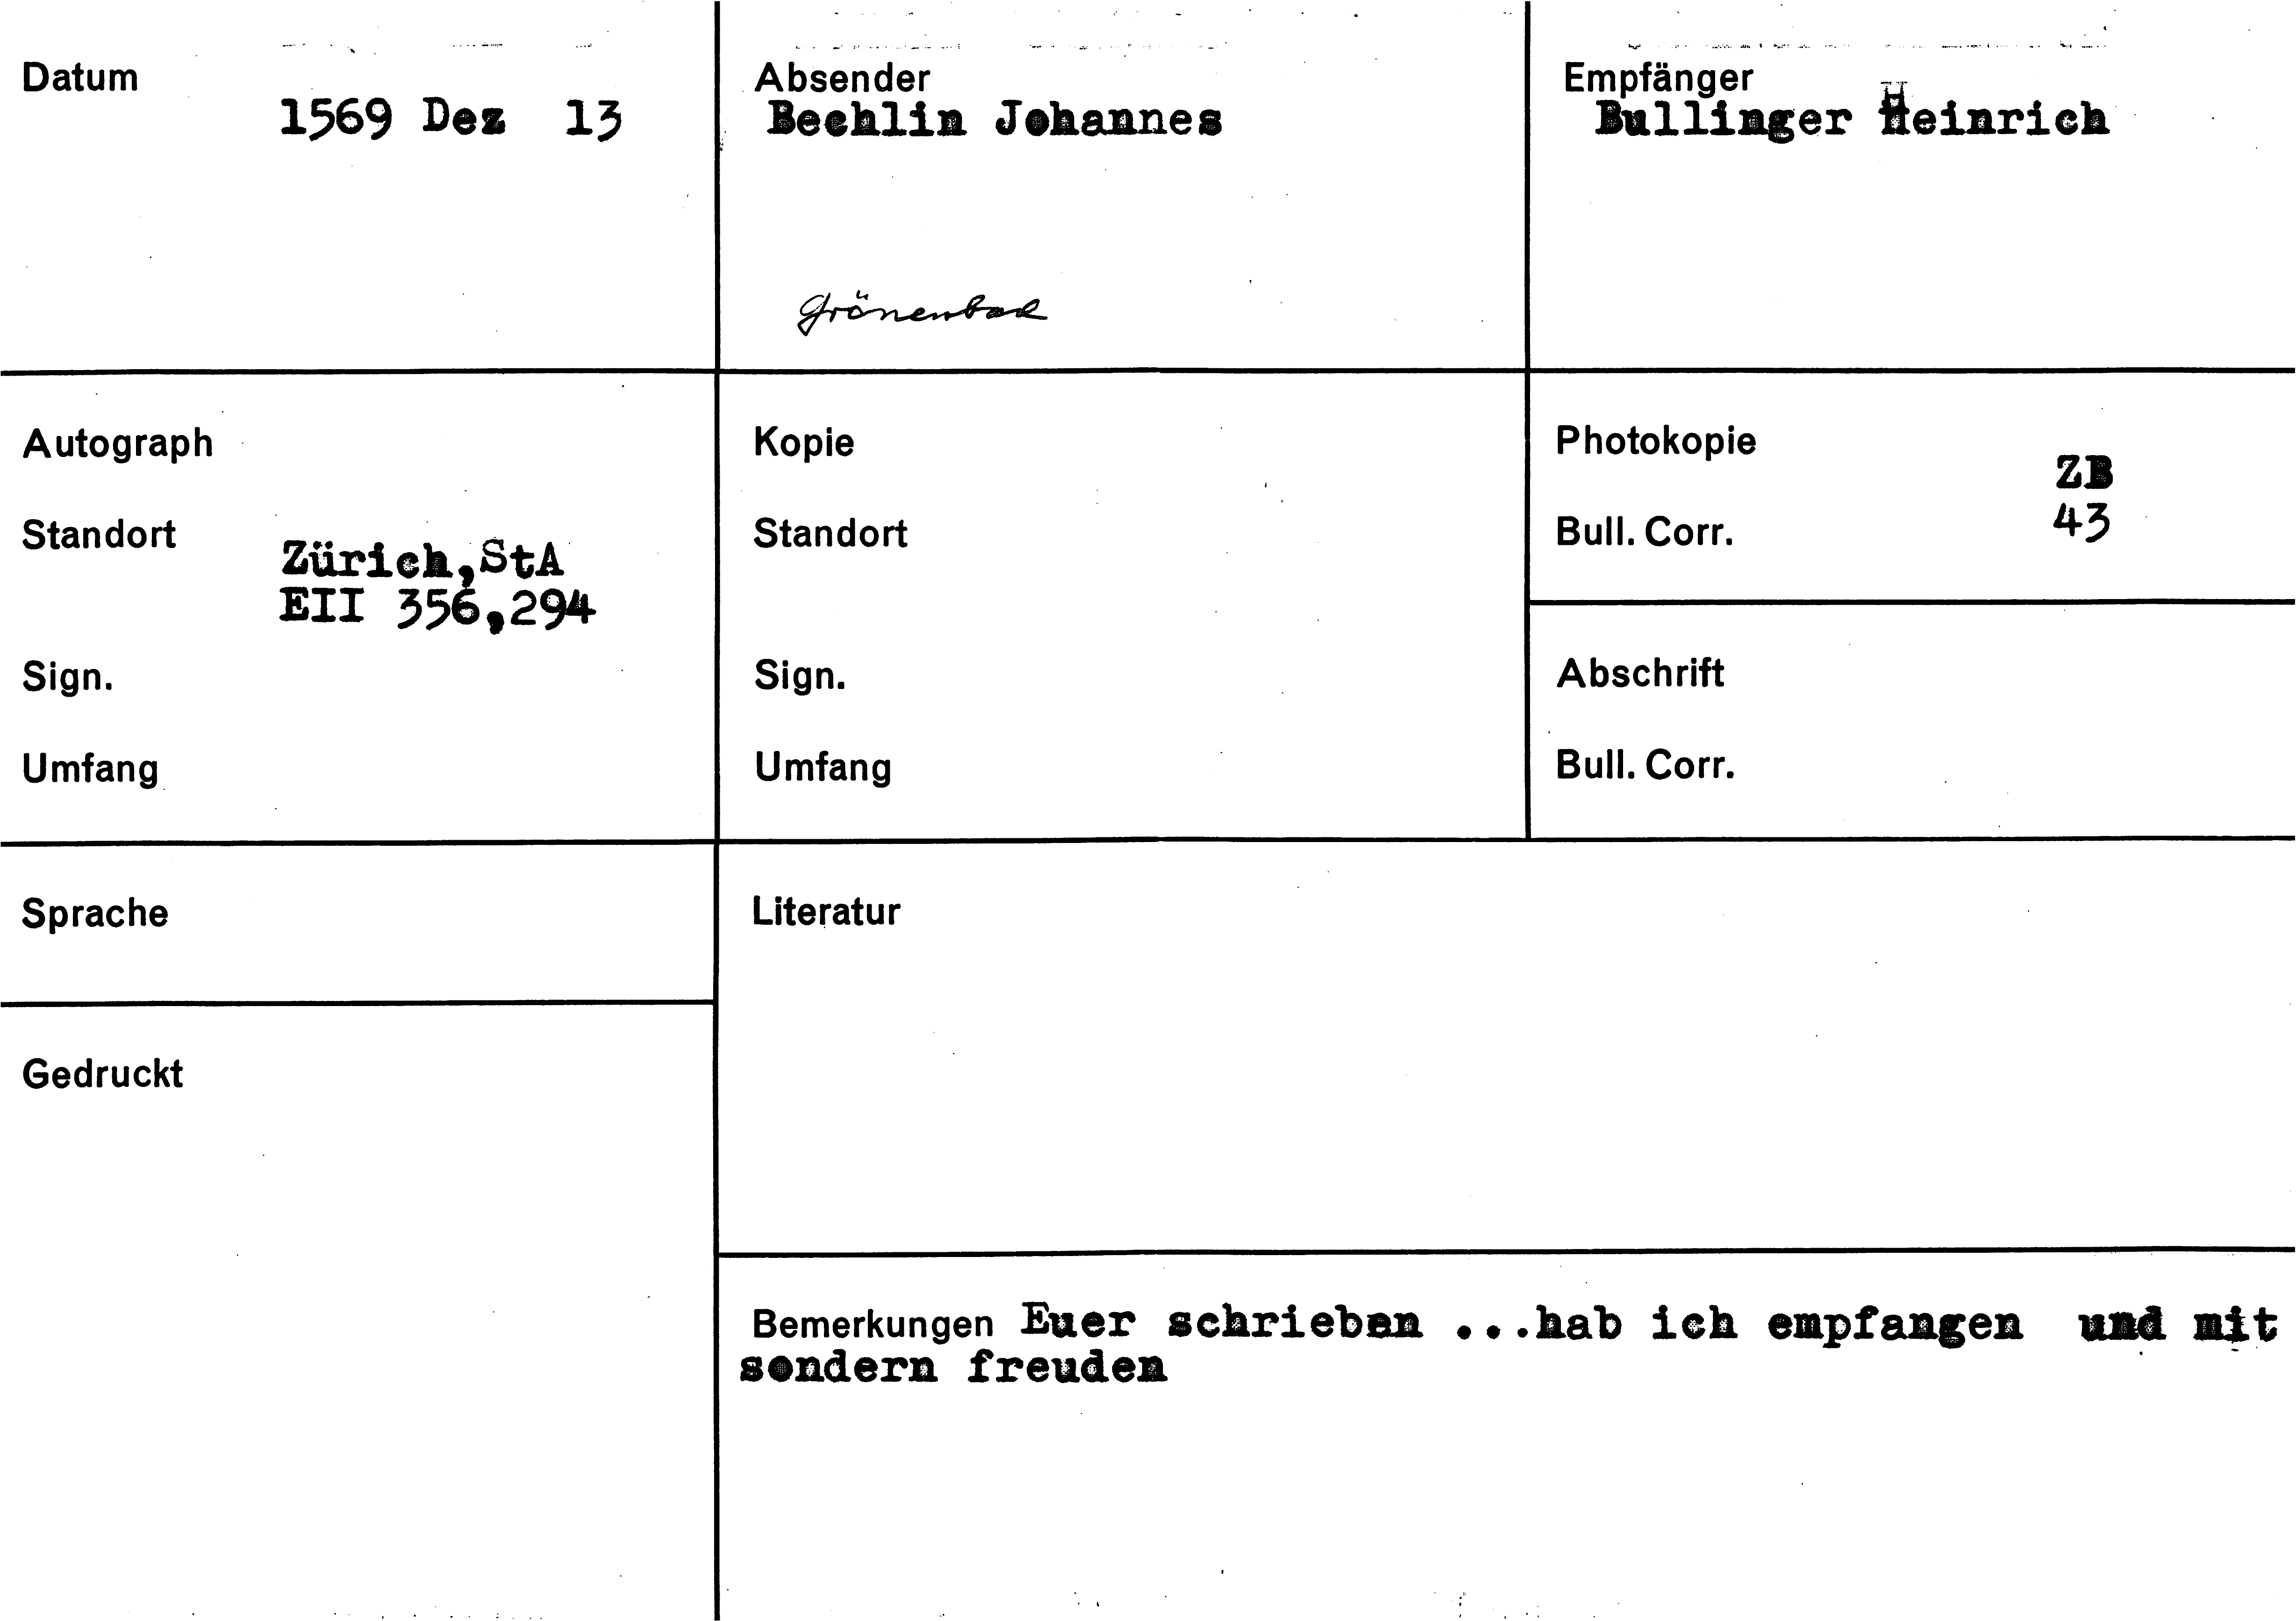 Datum
1569 Dez 13
Absender
Bechlin Johannes
Grönenbad
Empfänger
Bullinger Heinrich
Autograph
Standort
Zürich,StA
EII 356,294
Sign.
Umfang
Kopie
Standort
Sign.
Umfang
Photokopie
ZB
Bull. Corr. 43
Abschrift
Bull. Corr.
Sprache
Literatur
Gedruckt
Bemerkungen Euer schrieben ...hab ich empfangen und mit
sondern freuden